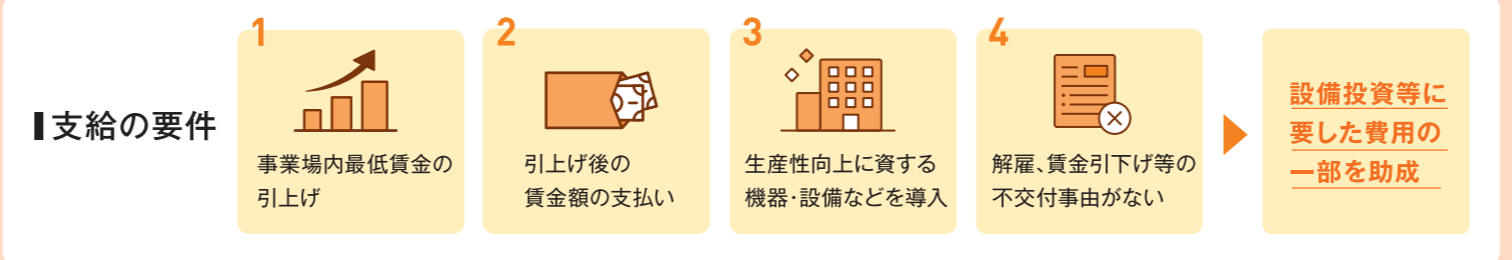 支給の要件
1
事業場内最低賃金の
引上げ
2
引上げ後の
賃金額の支払い
3
生産性向上に資する
機器・設備などを導入
4
解雇、賃金引下げ等の
不交付事由がない
設備投資等に
要した費用の
一部を助成